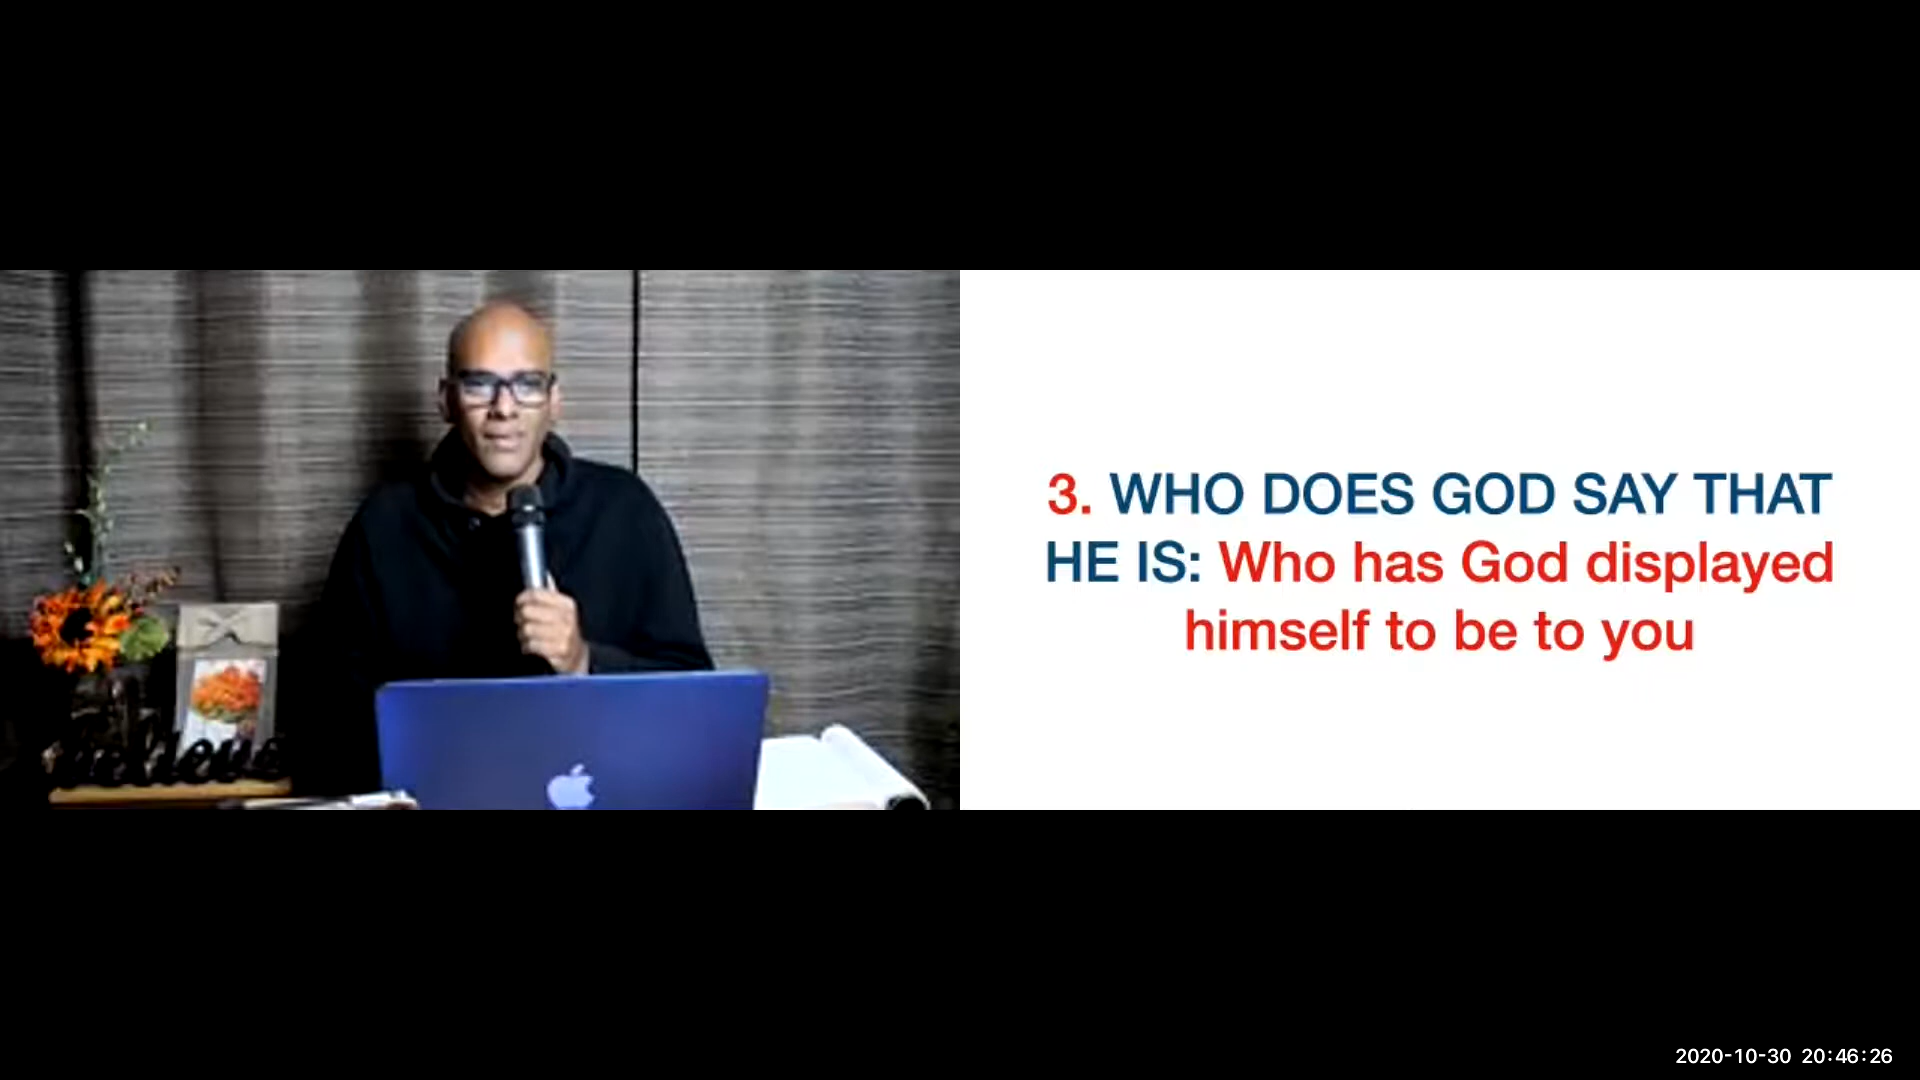 3. WHO DOES GOD SAY THAT
HE IS: Who has God displayed
himself to be to you
believe
2020-10-30 20:46:26